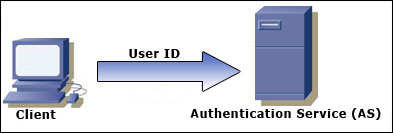 User ID
Client
Authentication Service (AS)